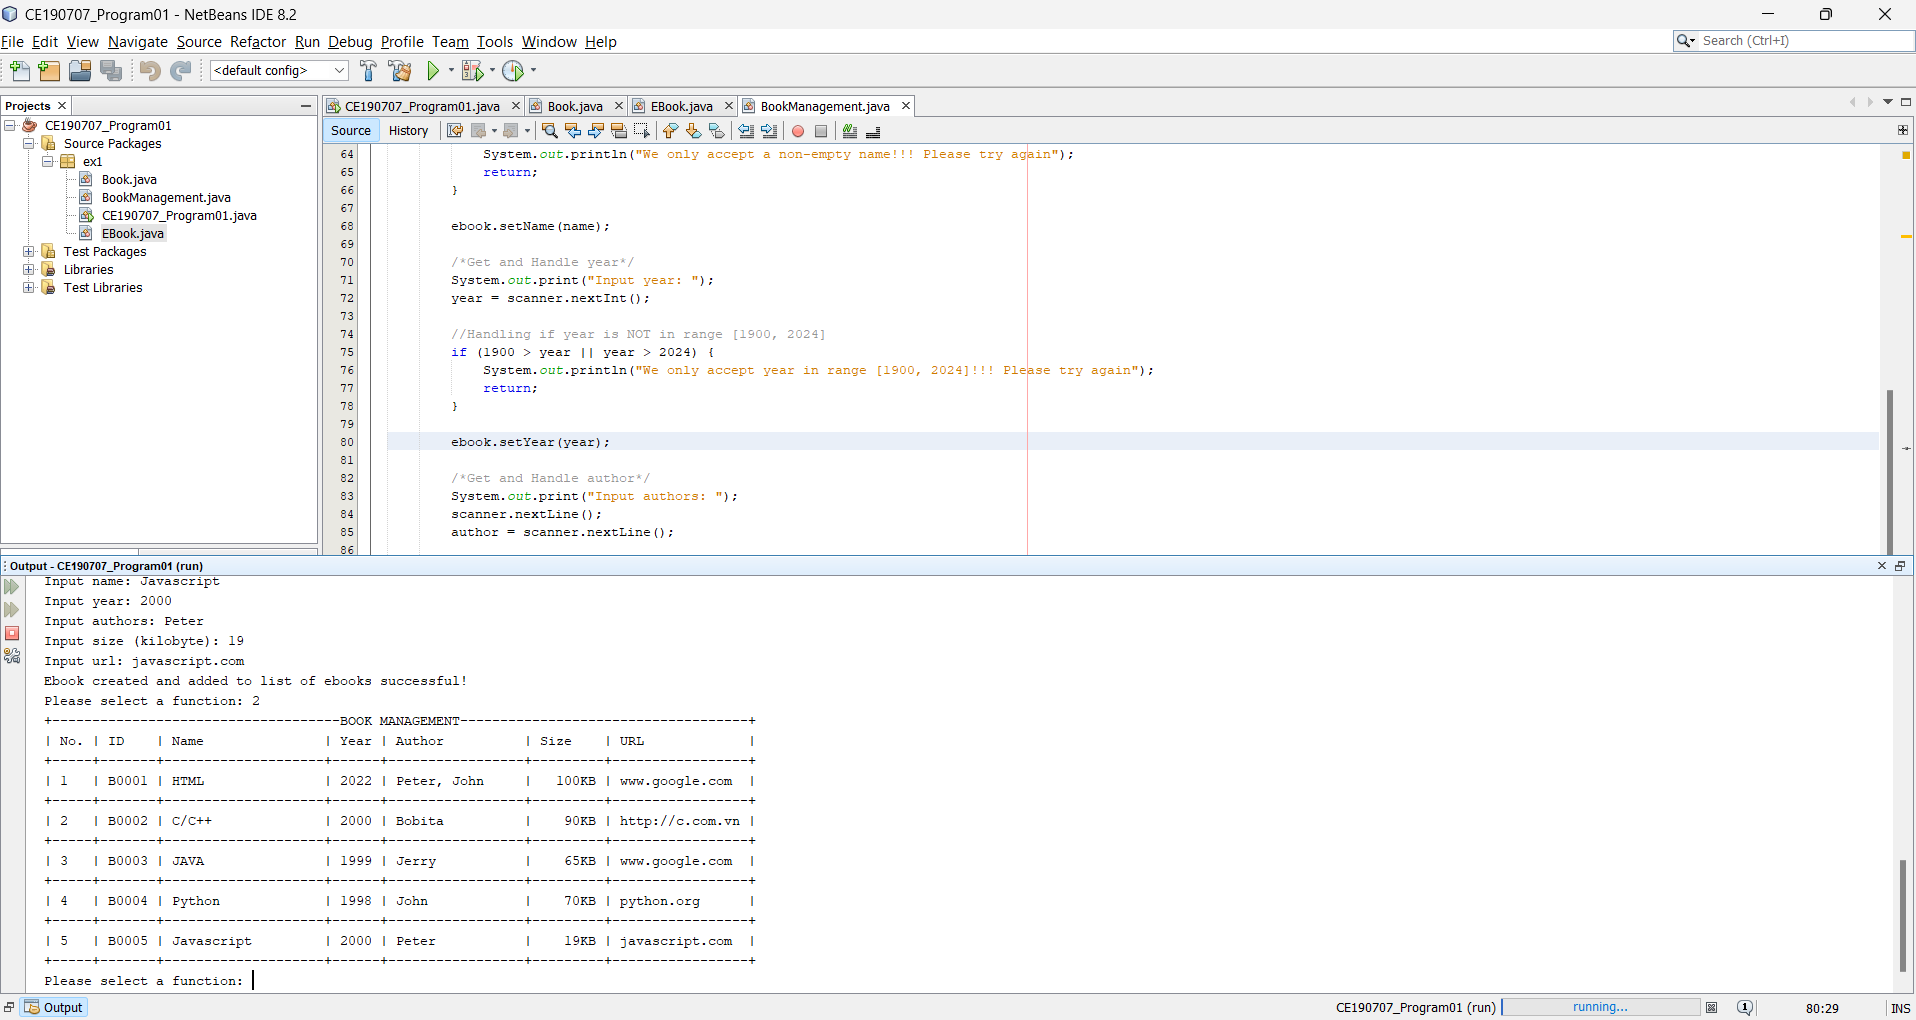 CE190707_Program01 - NetBeans IDE 8.2
File Edit View Navigate Source Refactor Run Debug Profile Team Tools Window Help
Search (Ctrl+I)
<default config>
Projects
CE190707_Program01
Source Packages
ex1
Book.java
BookManagement.java
CE190707_Program01.java
EBook.java
Test Packages
Libraries
Test Libraries
CE190707_Program01.java Book.java EBook.java BookManagement.java
Source History
64 System.out.println("We only accept a non-empty name!!! Please try again");
65 return;
66 }
67
68 ebook.setName(name);
69
70 /*Get and Handle year*/
71 System.out.print("Input year: ");
72 year = scanner.nextInt();
73
74 //Handling if year is NOT in range [1900, 2024]
75 if (1900 > year || year > 2024) {
76 System.out.println("We only accept year in range [1900, 2024]!!! Please try again");
77 return;
78 }
79
80 ebook.setYear(year);
81
82 /*Get and Handle author*/
83 System.out.print("Input authors: ");
84 scanner.nextLine();
85 author = scanner.nextLine();
86
Output - CE190707_Program01 (run)
Input name: Javascript
Input year: 2000
Input authors: Peter
Input size (kilobyte): 19
Input url: javascript.com
Ebook created and added to list of ebooks successful!
Please select a function: 2
+------------------------------------BOOK MANAGEMENT------------------------------------+
| No. | ID | Name | Year | Author | Size | URL |
+-----+-------+--------------------+------+-----------------+---------+-----------------+
| 1 | B0001 | HTML | 2022 | Peter, John | 100KB | www.google.com |
+-----+-------+--------------------+------+-----------------+---------+-----------------+
| 2 | B0002 | C/C++ | 2000 | Bobita | 90KB | http://c.com.vn |
+-----+-------+--------------------+------+-----------------+---------+-----------------+
| 3 | B0003 | JAVA | 1999 | Jerry | 65KB | www.google.com |
+-----+-------+--------------------+------+-----------------+---------+-----------------+
| 4 | B0004 | Python | 1998 | John | 70KB | python.org |
+-----+-------+--------------------+------+-----------------+---------+-----------------+
| 5 | B0005 | Javascript | 2000 | Peter | 19KB | javascript.com |
+-----+-------+--------------------+------+-----------------+---------+-----------------+
Please select a function:
Output
CE190707_Program01 (run) running... 1 80:29 INS